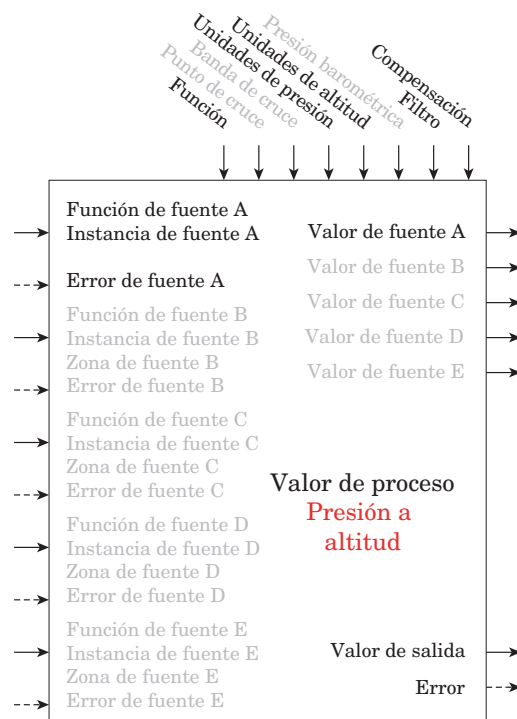 Función
Punto de cruce
Banda de cruce
Unidades de presión
Unidades de altitud
Presión barométrica
Filtro
Compensación
Función de fuente A
Instancia de fuente A
Error de fuente A
Función de fuente B
Instancia de fuente B
Zona de fuente B
Error de fuente B
Función de fuente C
Instancia de fuente C
Zona de fuente C
Error de fuente C
Función de fuente D
Instancia de fuente D
Zona de fuente D
Error de fuente D
Función de fuente E
Instancia de fuente E
Zona de fuente E
Error de fuente E
Valor de fuente A
Valor de fuente B
Valor de fuente C
Valor de fuente D
Valor de fuente E
Valor de proceso
Presión a
altitud
Valor de salida
Error